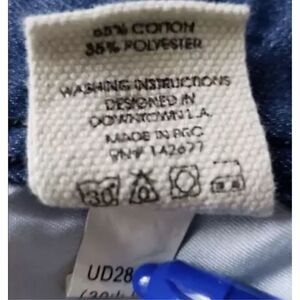 65% COTTON
35% POLYESTER
WASHING INSTRUCTIONS
DESIGNED IN
DOWNTOWN L.A.
MADE IN PRC
RN# 142677
30
UD28